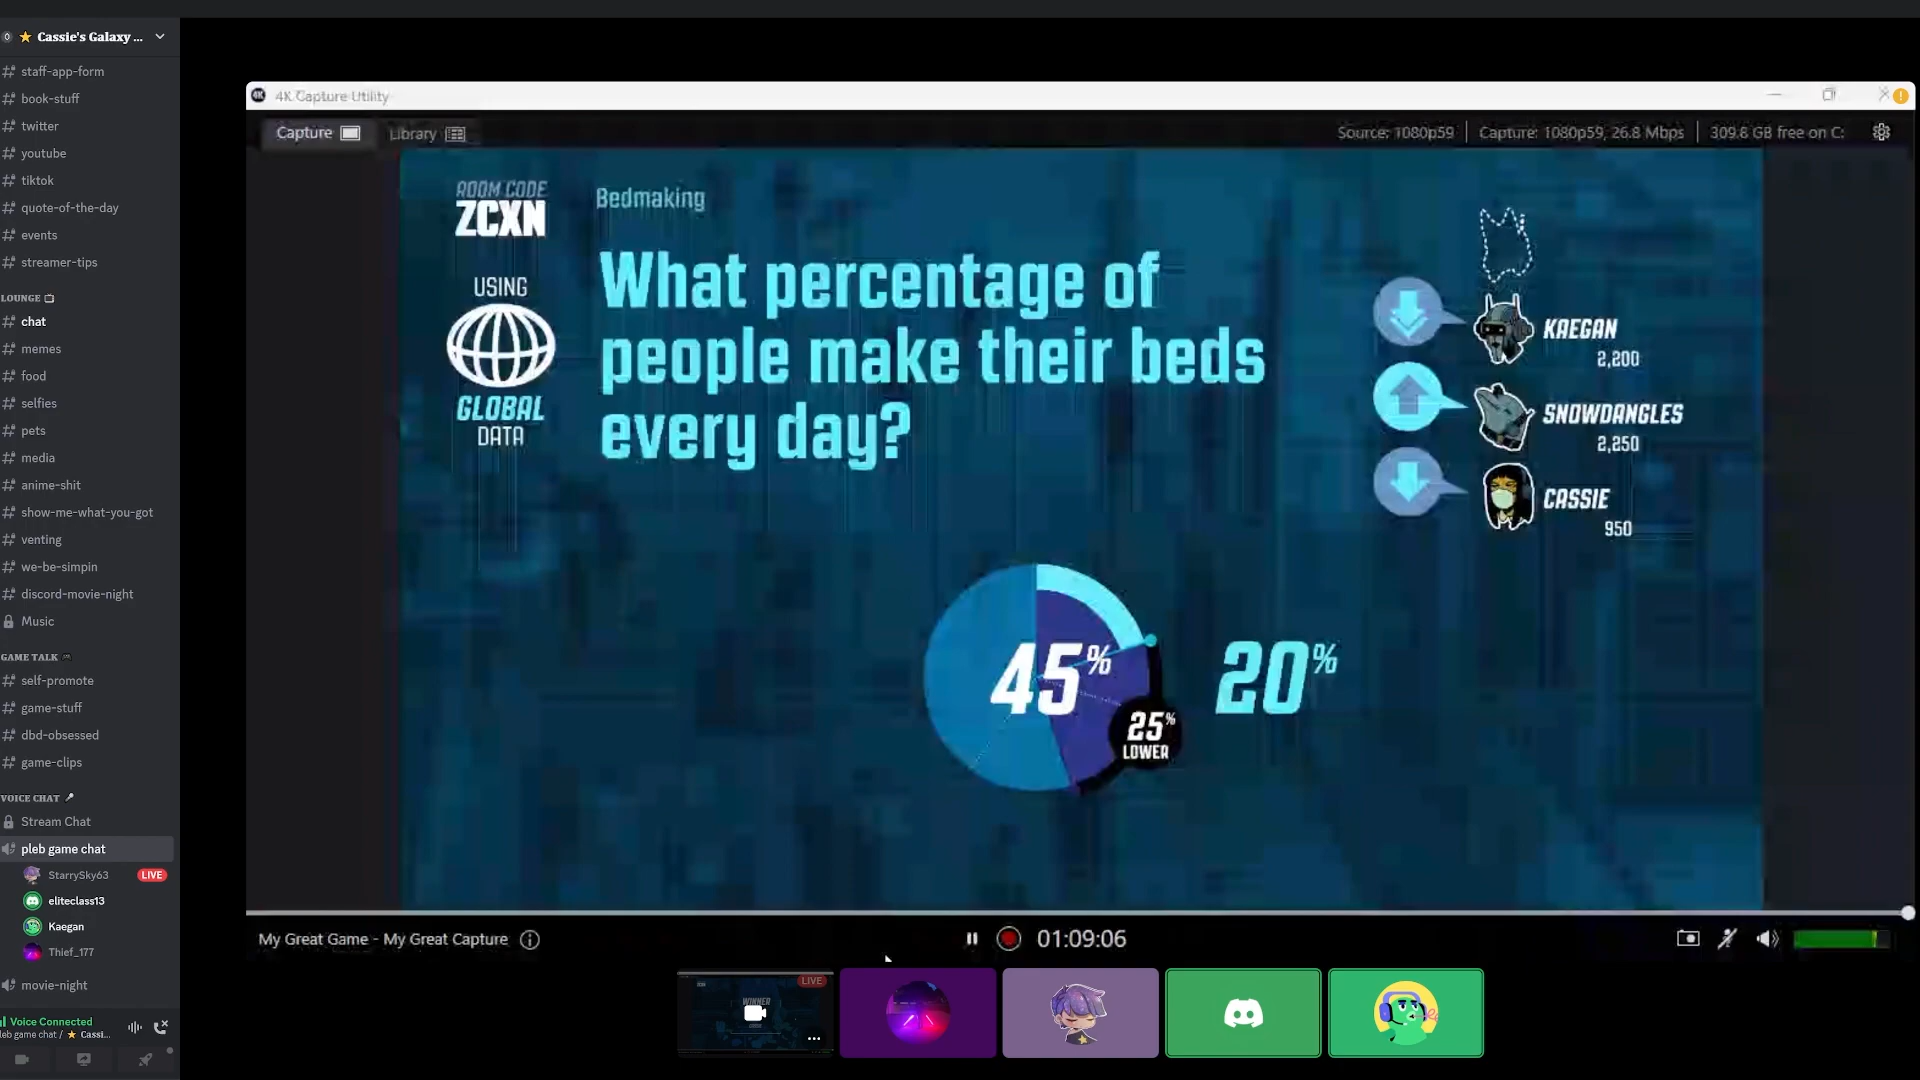 Cassie's Galaxy ...
staff-app-form
book-stuff
twitter
youtube
tiktok
quote-of-the-day
events
streamer-tips
LOUNGE
chat
memes
food
selfies
pets
media
anime-shit
show-me-what-you-got
venting
we-be-simpin
discord-movie-night
Music
GAME TALK
self-promote
game-stuff
dbd-obsessed
game-clips
VOICE CHAT
Stream Chat
pleb game chat
StarrySky63 LIVE
eliteclass13
Kaegan
Thief_177
movie-night
Voice Connected
leb game chat / Cassi...
4K Capture Utility
Capture Library Source: 1080p59 Capture: 1080p59, 26.8 Mbps 309.8 GB free on C:
ROOM CODE
ZCXN
USING
GLOBAL
DATA
Bedmaking
What percentage of
people make their beds
every day?
KAEGAN
2,200
SNOWDANGLES
2,250
CASSIE
950
45%
25%
LOWER
20%
My Great Game - My Great Capture 01:09:06
WINNER
LIVE